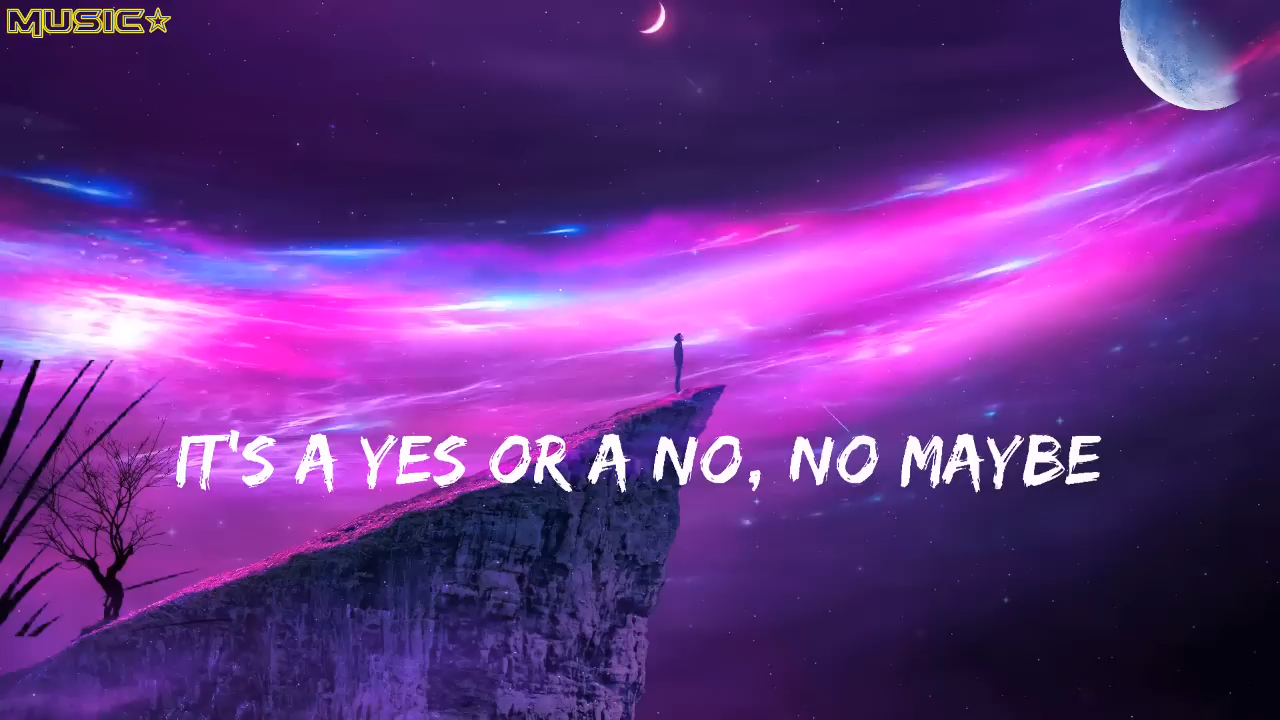 MUSIC☆
IT'S A YES OR A NO, NO MAYBE